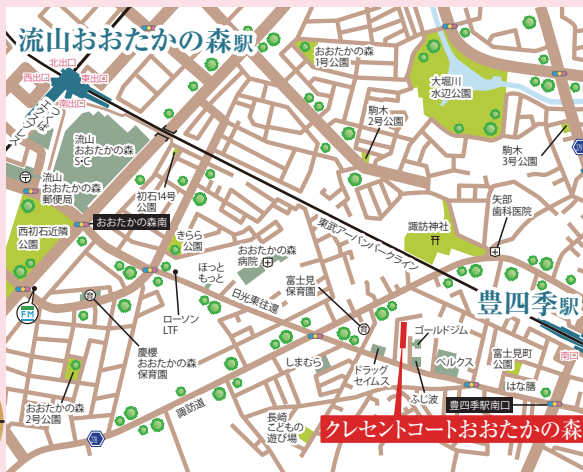 流山おおたかの森駅
北出口
西出口
東出口
南出口
つくば
エクスプレス
おおたかの森
1号公園
大堀川
水辺公園
駒木
2号公園
駒木
3号公園
流山
おおたかの森
S・C
流山
おおたかの森
郵便局
初石14号
公園
おおたかの森南
西初石近隣
公園
きらら
公園
東武アーバンパークライン
諏訪神社
矢部
歯科医院
おおたかの森
病院
ほっと
もっと
日光東往還
富士見
保育園
豊四季駅
南口
FM
ローソン
LTF
慶櫻
おおたかの森
保育園
しまむら
ドラッグ
セイムス
ゴールドジム
ベルクス
ふじ波
富士見町
公園
はな膳
おおたかの森
2号公園
諏訪道
長崎
こどもの
遊び場
豊四季駅南口
クレセントコートおおたかの森